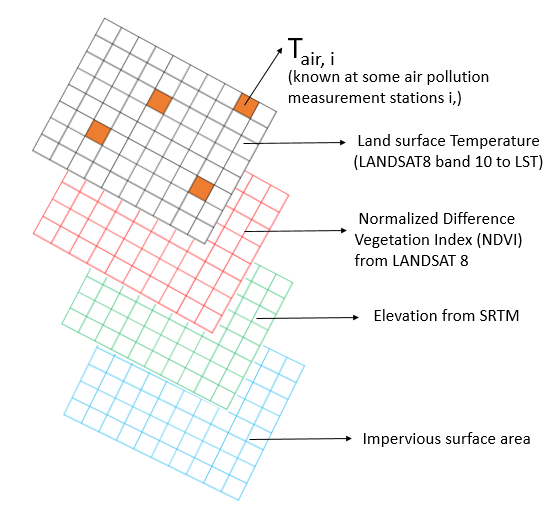 T air, i
(known at some air pollution
measurement stations i,)
Land surface Temperature
(LANDSAT8 band 10 to LST)
Normalized Difference
Vegetation Index (NDVI)
from LANDSAT 8
Elevation from SRTM
Impervious surface area